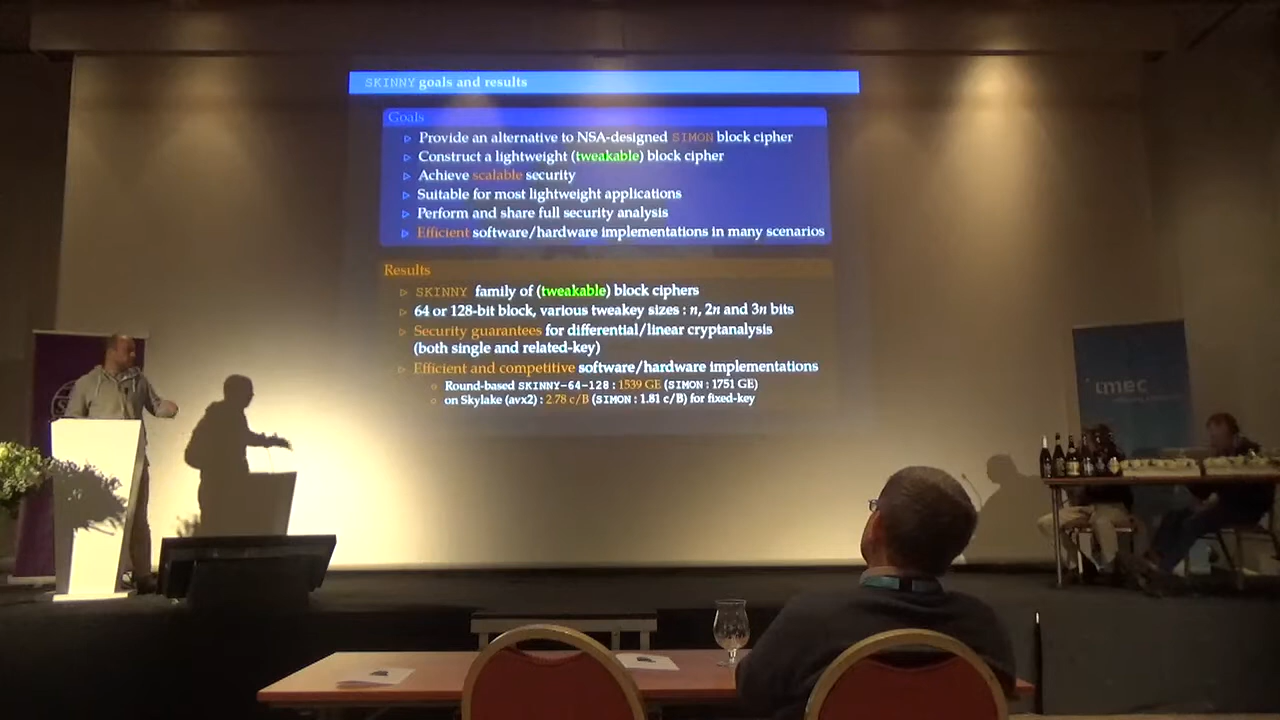 SKINNY goals and results
Goals
▹ Provide an alternative to NSA-designed SIMON block cipher
▹ Construct a lightweight (tweakable) block cipher
▹ Achieve scalable security
▹ Suitable for most lightweight applications
▹ Perform and share full security analysis
▹ Efficient software/hardware implementations in many scenarios
Results
▹ SKINNY family of (tweakable) block ciphers
▹ 64 or 128-bit block, various tweakey sizes : n, 2n and 3n bits
▹ Security guarantees for differential/linear cryptanalysis
(both single and related-key)
▹ Efficient and competitive software/hardware implementations
○ Round-based SKINNY-64-128 : 1539 GE (SIMON : 1751 GE)
○ on Skylake (avx2) : 2.78 c/B (SIMON : 1.81 c/B) for fixed-key
imec